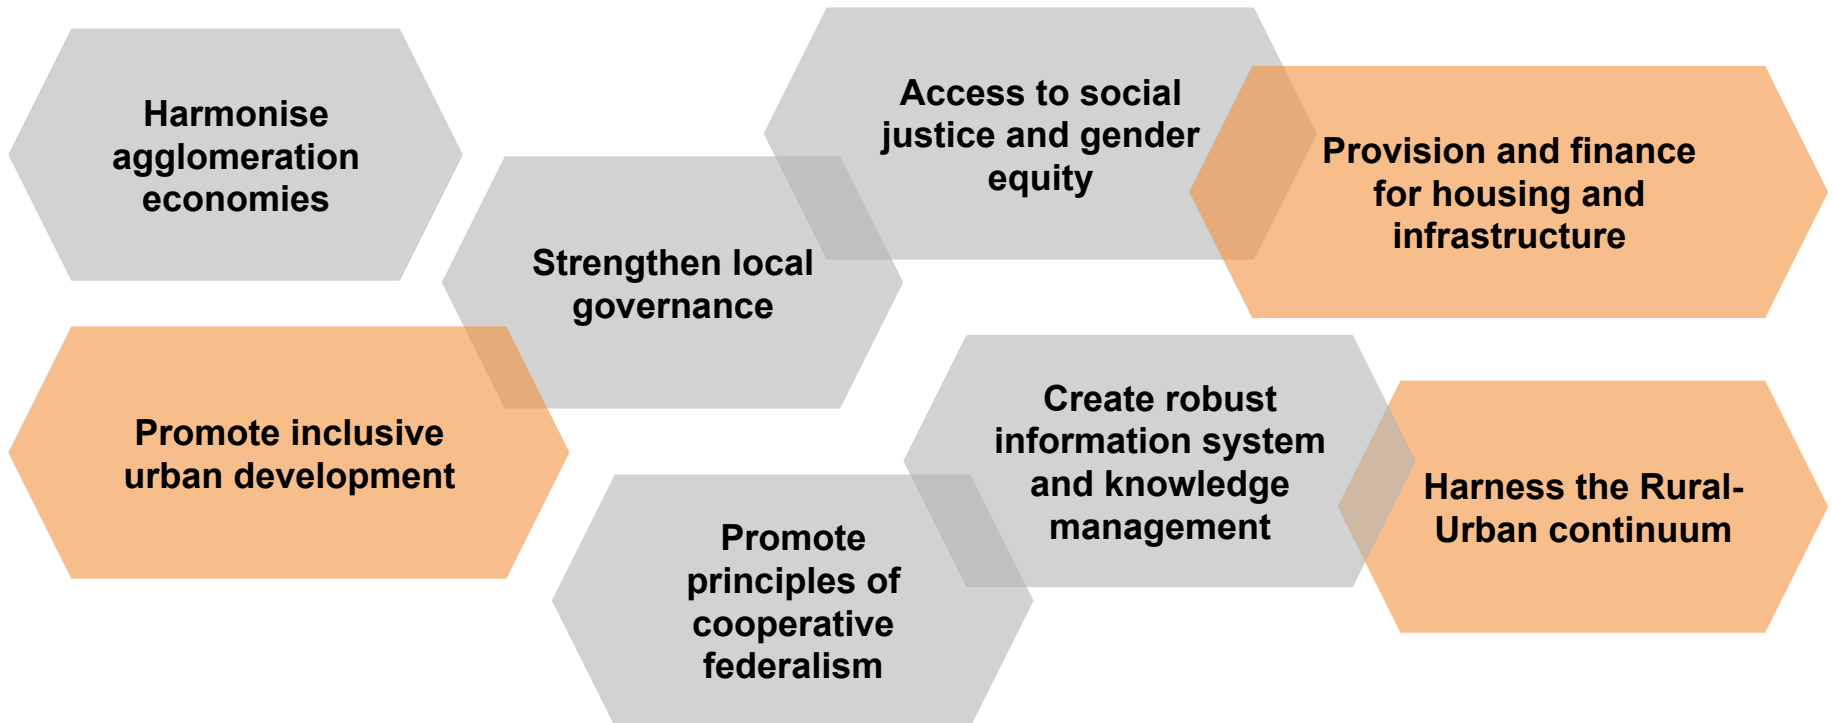 Harmonise
agglomeration
economies
Access to social
justice and gender
equity
Provision and finance
for housing and
infrastructure
Strengthen local
governance
Promote inclusive
urban development
Create robust
information system
and knowledge
management
Harness the Rural-
Urban continuum
Promote
principles of
cooperative
federalism